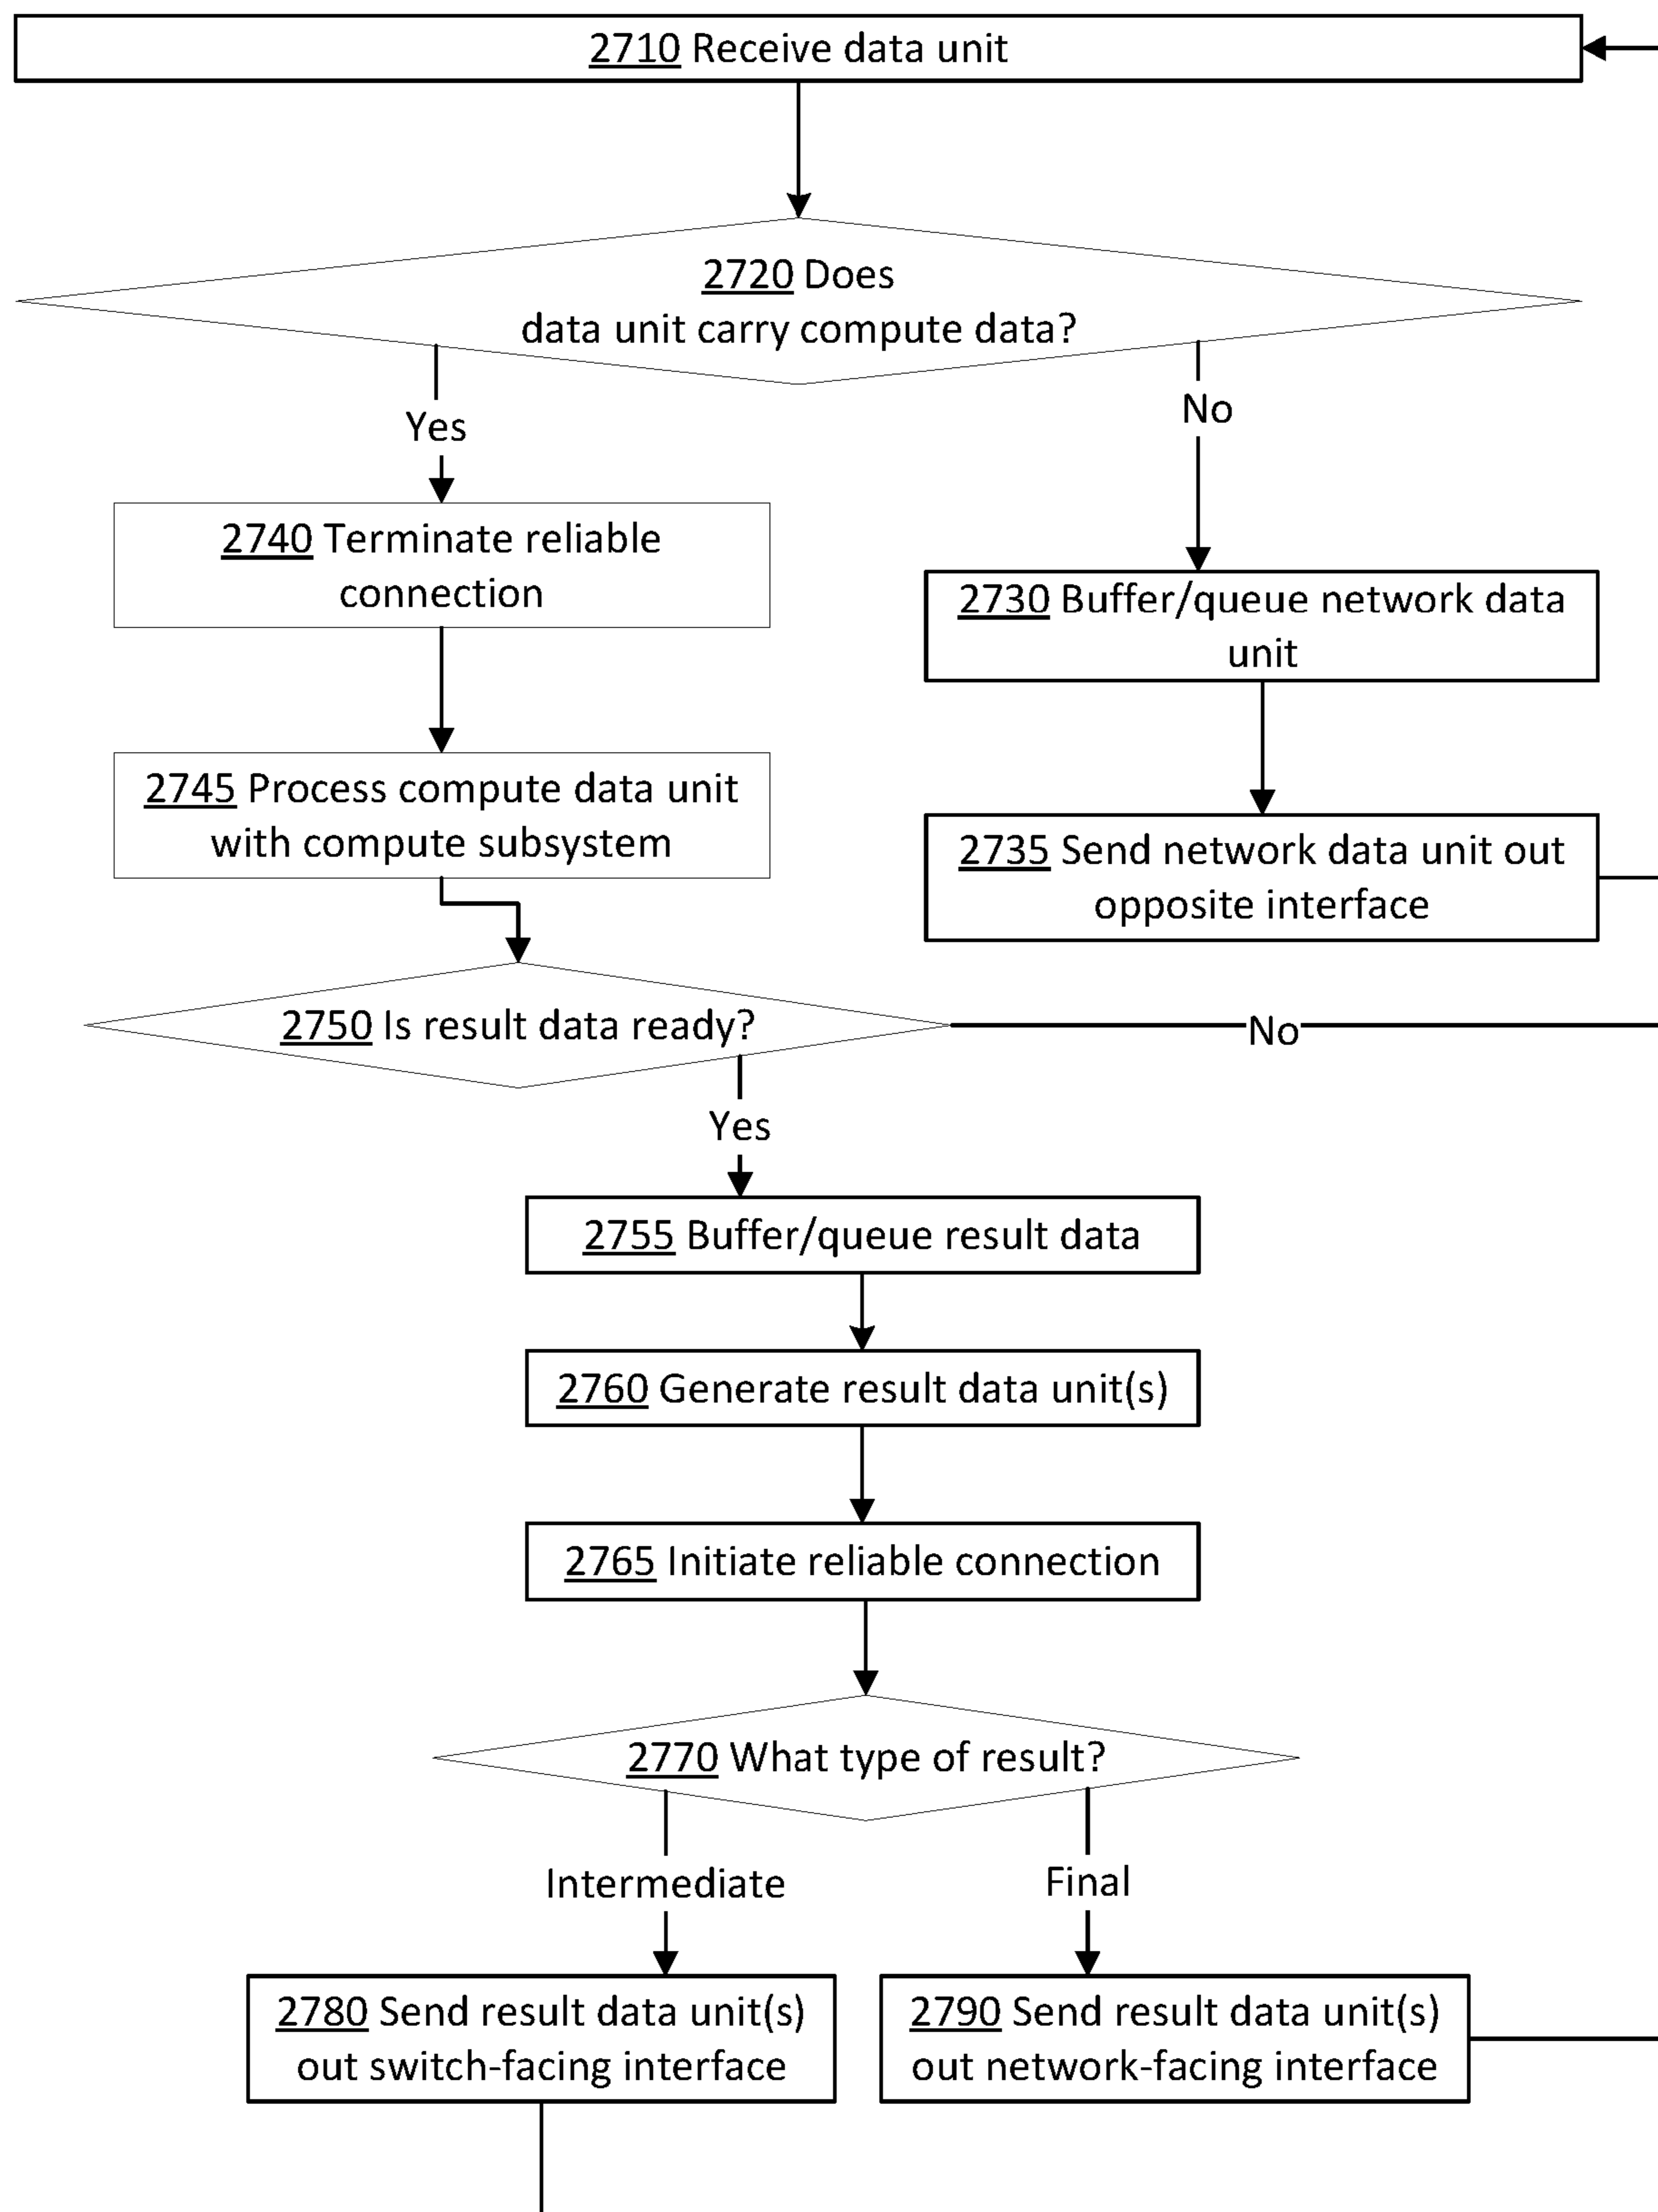 2710 Receive data unit
2720 Does
data unit carry compute data?
Yes
No
2740 Terminate reliable
connection
2730 Buffer/queue network data
unit
2745 Process compute data unit
with compute subsystem
2735 Send network data unit out
opposite interface
2750 Is result data ready?
No
Yes
2755 Buffer/queue result data
2760 Generate result data unit(s)
2765 Initiate reliable connection
2770 What type of result?
Intermediate
Final
2780 Send result data unit(s)
out switch-facing interface
2790 Send result data unit(s)
out network-facing interface